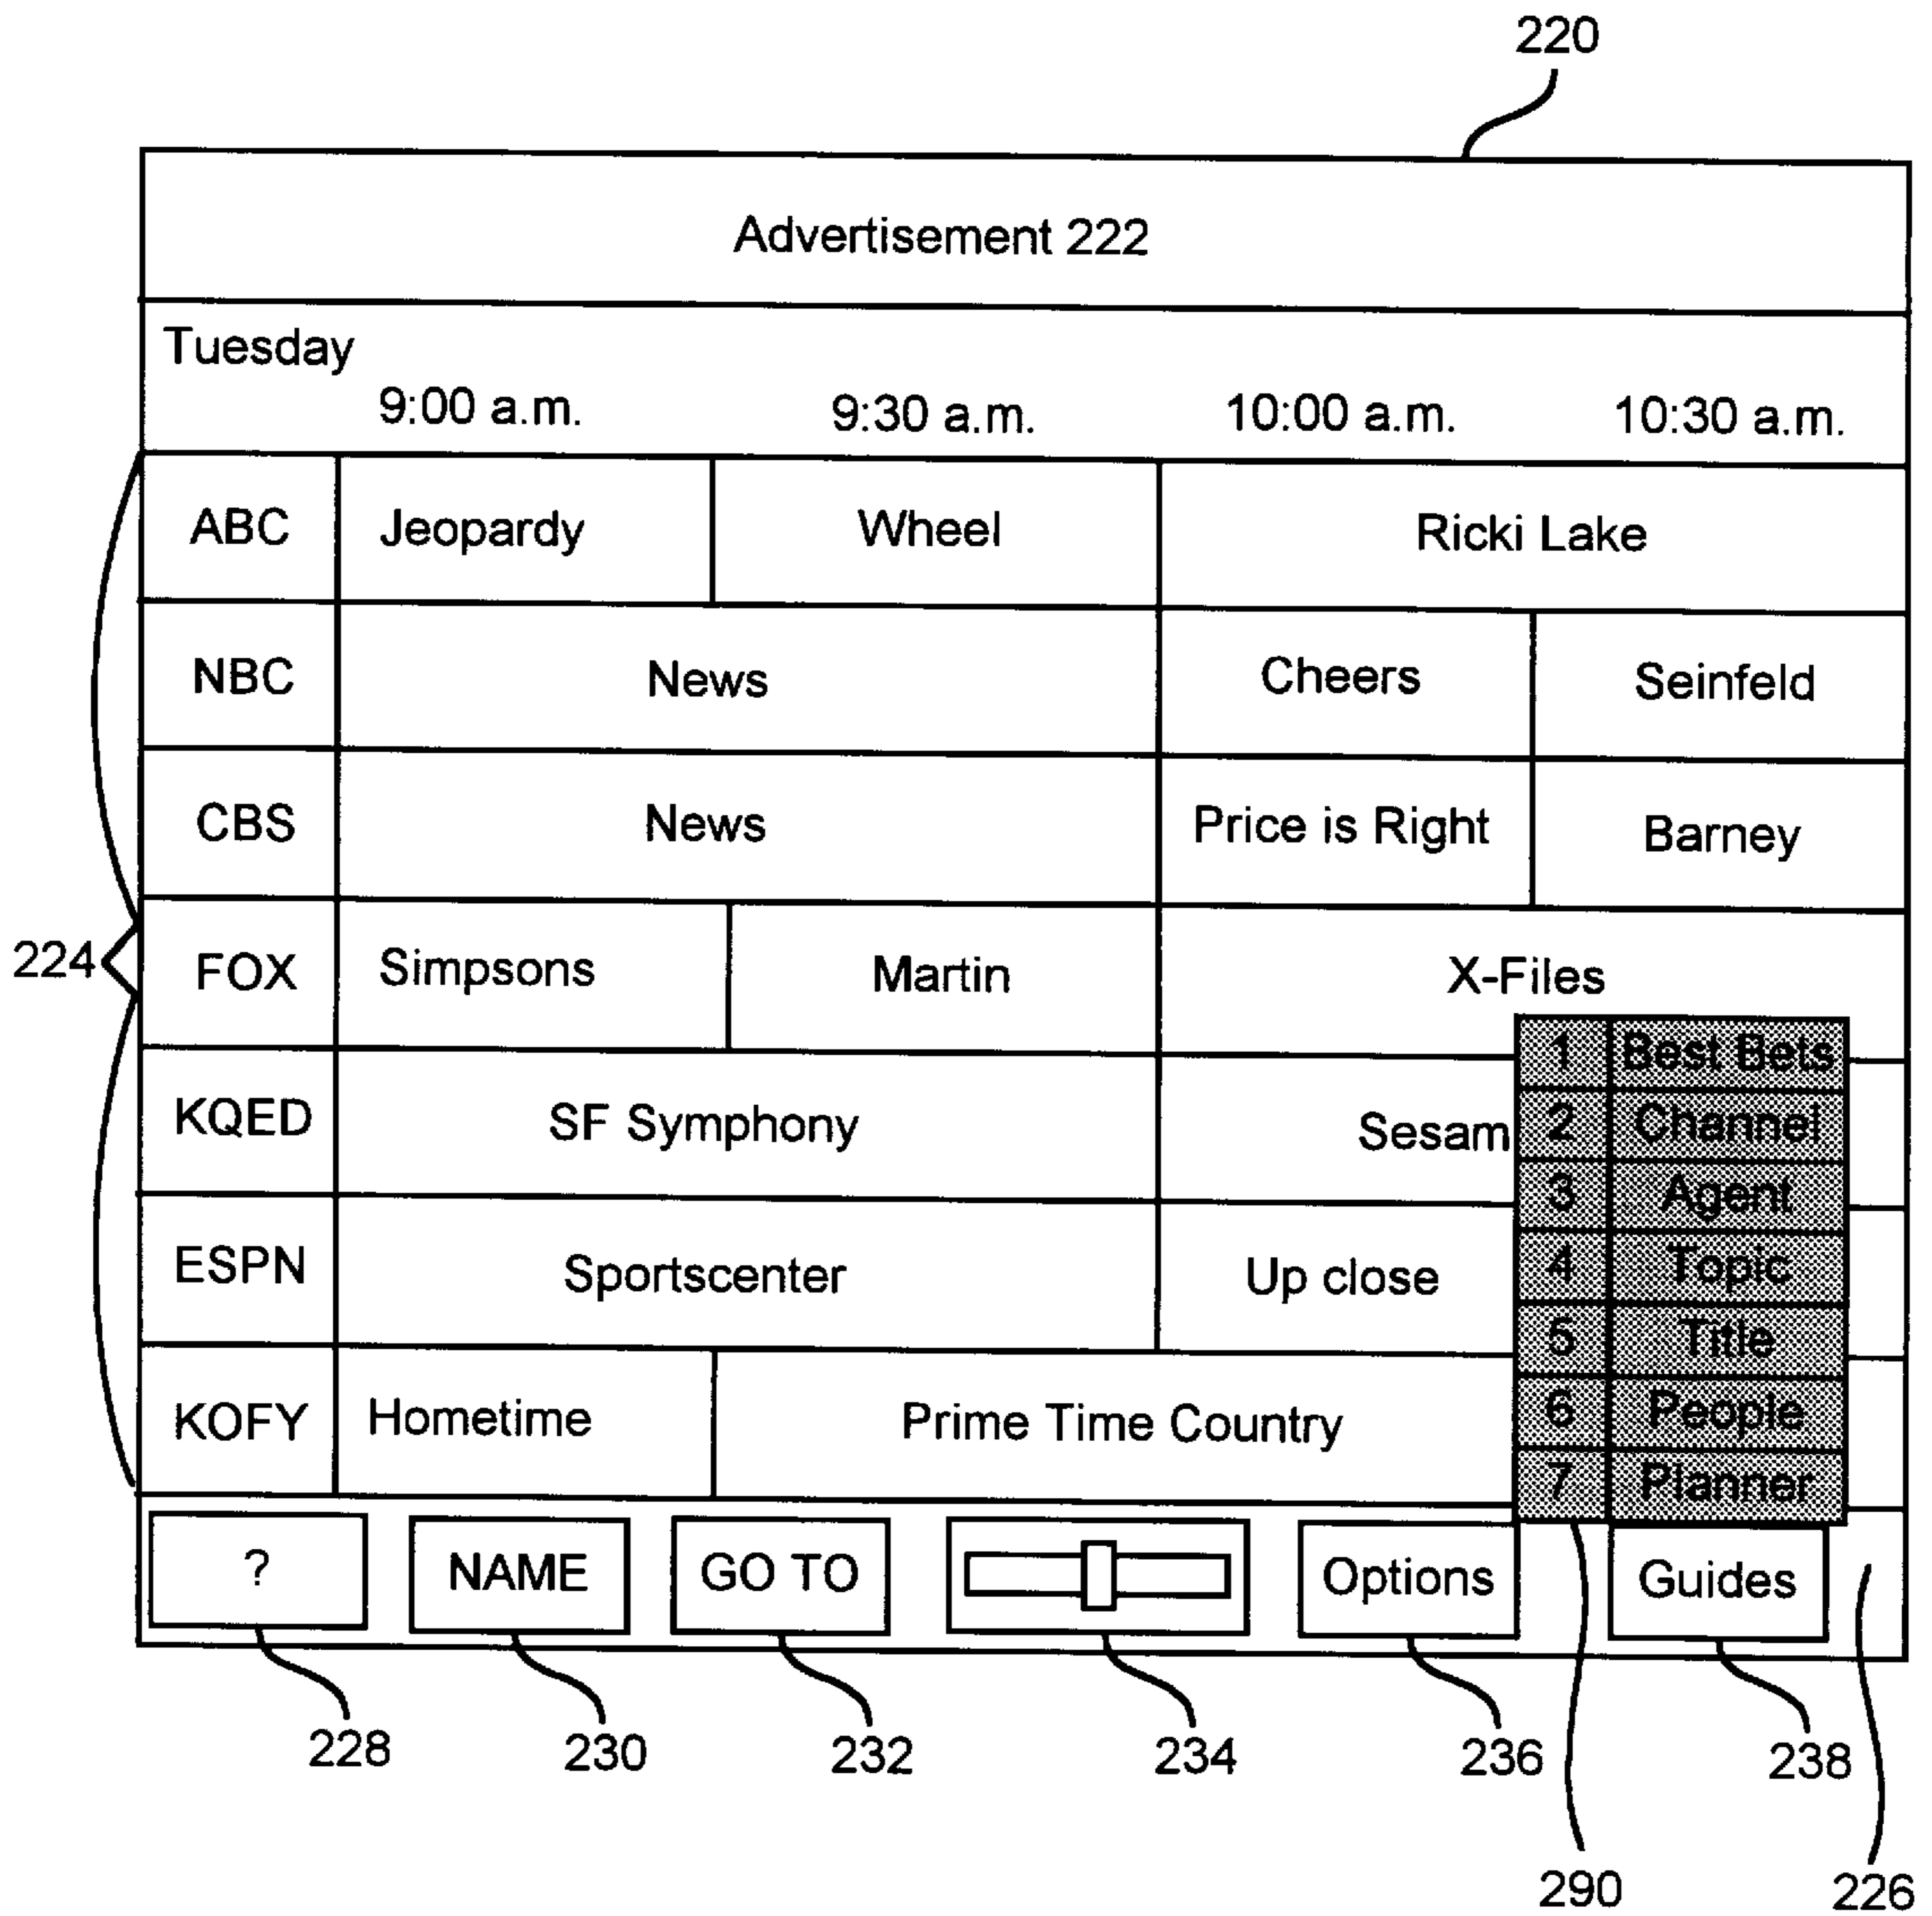 220
Advertisement 222
Tuesday
9:00 a.m. 9:30 a.m. 10:00 a.m. 10:30 a.m.
ABC Jeopardy Wheel Ricki Lake
NBC News Cheers Seinfeld
CBS News Price is Right Barney
224 FOX Simpsons Martin X-Files
1 Best Bets
KQED SF Symphony Sesam 2 Channel
3 Agent
ESPN Sportscenter Up close 4 Topic
5 Title
KOFY Hometime Prime Time Country 6 People
7 Planner
? NAME GO TO Options Guides
228 230 232 234 236 238
290 226